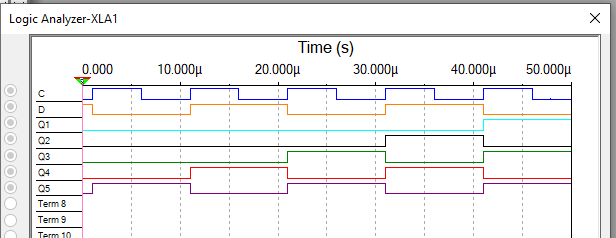 Logic Analyzer-XLA1
Time (s)
0.000 10.000µ 20.000µ 30.000µ 40.000µ 50.000µ
C
D
Q1
Q2
Q3
Q4
Q5
Term 8
Term 9
Term 10